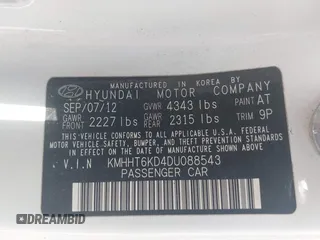 MANUFACTURED IN KOREA BY
HYUNDAI MOTOR COMPANY
SEP/07/12 GVWR 4343 lbs PAINT AT
GAWR FRONT 2227 lbs GAWR REAR 2315 lbs TRIM 9P
THIS VEHICLE CONFORMS TO ALL APPLICABLE
FEDERAL MOTOR VEHICLE SAFETY BUMPER, AND
THEFT PREVENTION STANDARDS IN EFFECT ON
THE DATE OF MANUFACTURE SHOWN ABOVE.
V.I.N KMHHT6KD4DU088543
PASSENGER CAR
DREAMBID